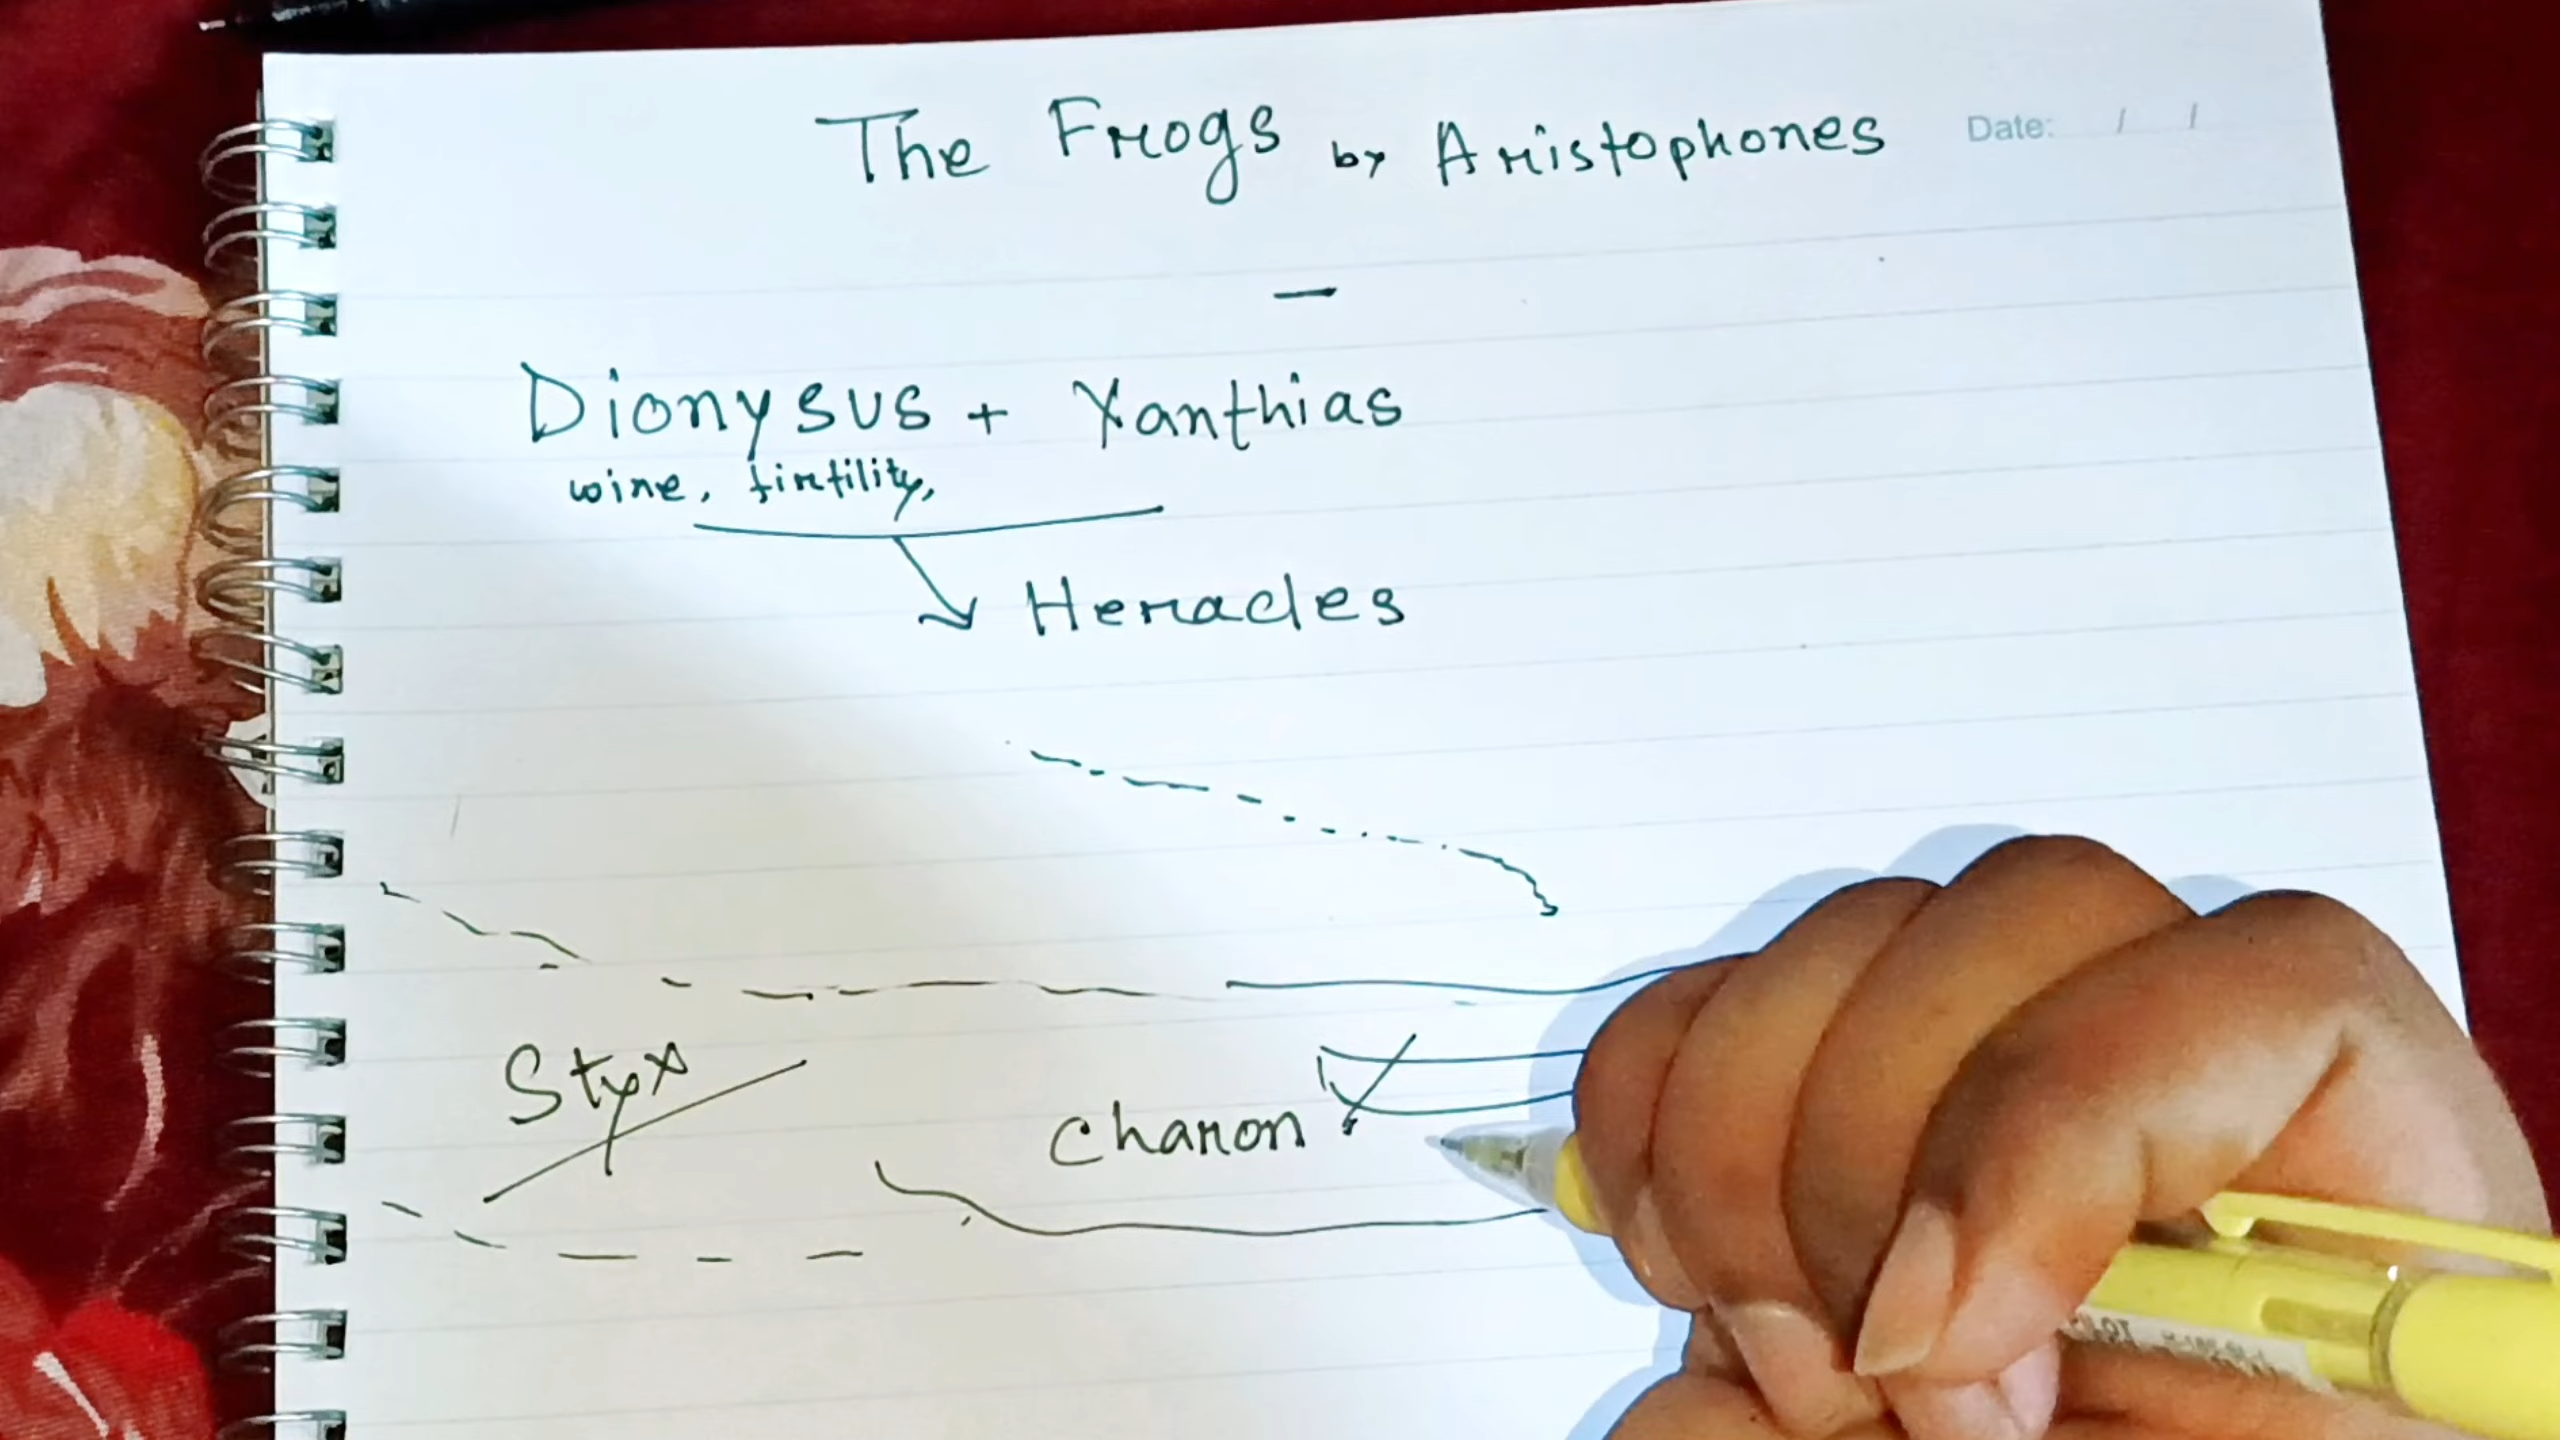 The Frogs by Aristophones
Date: / /
Dionysus + Xanthias
wine, firtility,
Heracles
Styx
Charon